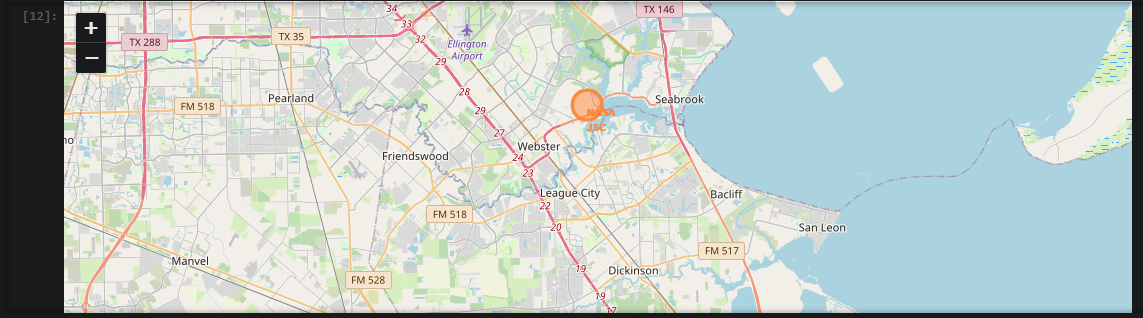 [12]:
+
−
34
33
32
TX 146
TX 288
TX 35
Ellington
Airport
29
28
Pearland
FM 518
29
Seabrook
NASA
JSC
27
Webster
no
Friendswood
24
23
League City
Bacliff
22
FM 518
20
San Leon
FM 517
Manvel
19
Dickinson
FM 528
19
17